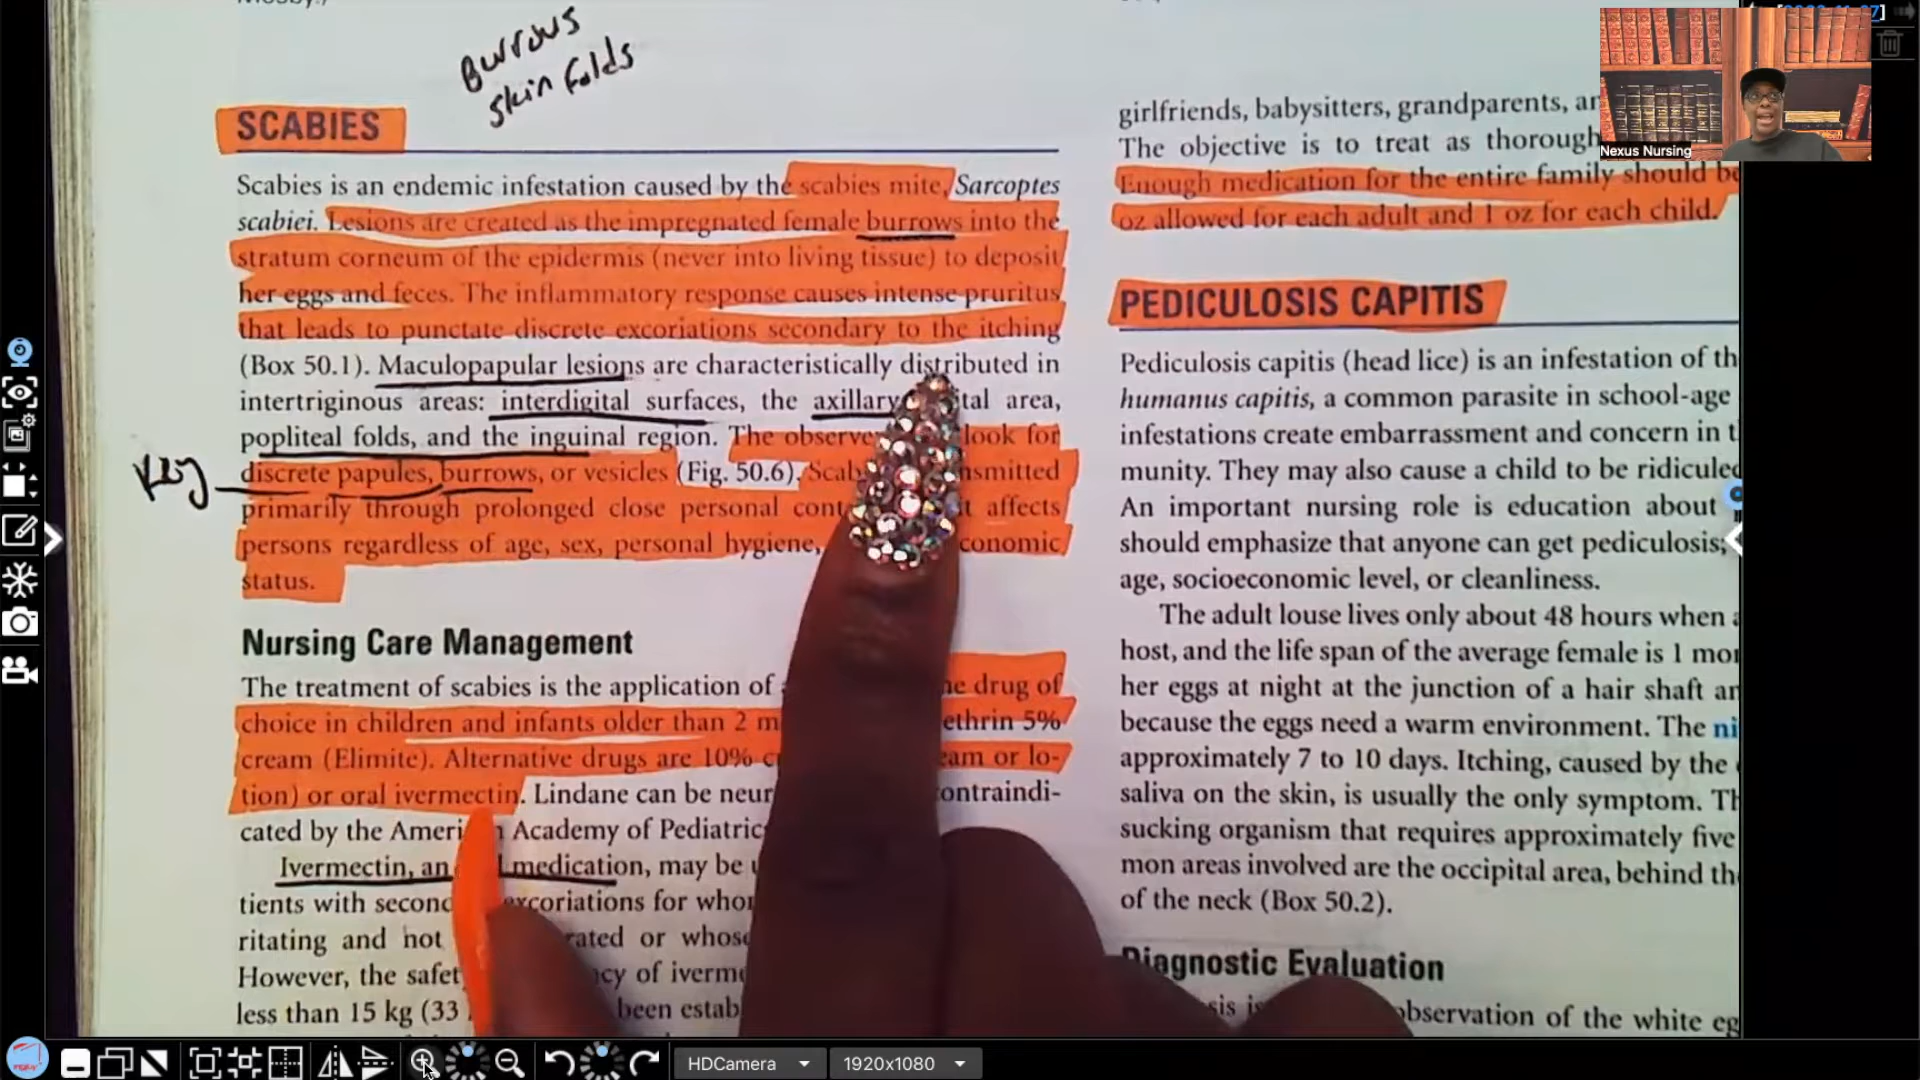 Burrows
skin folds
SCABIES
Scabies is an endemic infestation caused by the scabies mite, Sarcoptes
scabiei. Lesions are created as the impregnated female burrows into the
stratum corneum of the epidermis (never into living tissue) to deposit
her eggs and feces. The inflammatory response causes intense pruritus
that leads to punctate discrete excoriations secondary to the itching
(Box 50.1). Maculopapular lesions are characteristically distributed in
intertriginous areas: interdigital surfaces, the axillary area,
popliteal folds, and the inguinal region. The look for
Key
discrete papules, burrows, or vesicles (Fig. 50.6).
primarily through prolonged close personal affects
persons regardless of age, sex, personal hygiene,
status.
Nursing Care Management
The treatment of scabies is the application of drug of
choice in children and infants older than 2 5%
cream (Elimite). Alternative drugs are 10% or lo-
tion) or oral ivermectin. Lindane can be
cated by the Academy of
Ivermectin, medication, may be
tients with for
ritating and not or
However, the of
less than 15 kg (33 been
girlfriends, babysitters, grandparents,
The objective is to treat as
Enough medication for the entire family should be
oz allowed for each adult and 1 oz for each child.
PEDICULOSIS CAPITIS
Pediculosis capitis (head lice) is an infestation of
humanus capitis, a common parasite in school-age
infestations create embarrassment and concern in
munity. They may also cause a child to be ridiculed
An important nursing role is education about
should emphasize that anyone can get pediculosis;
age, socioeconomic level, or cleanliness.
The adult louse lives only about 48 hours when
host, and the life span of the average female is 1
her eggs at night at the junction of a hair shaft
because the eggs need a warm environment. The
approximately 7 to 10 days. Itching, caused by the
saliva on the skin, is usually the only symptom.
sucking organism that requires approximately five
mon areas involved are the occipital area, behind
of the neck (Box 50.2).
Diagnostic Evaluation
observation of the white
Nexus Nursing
HDCamera
1920x1080